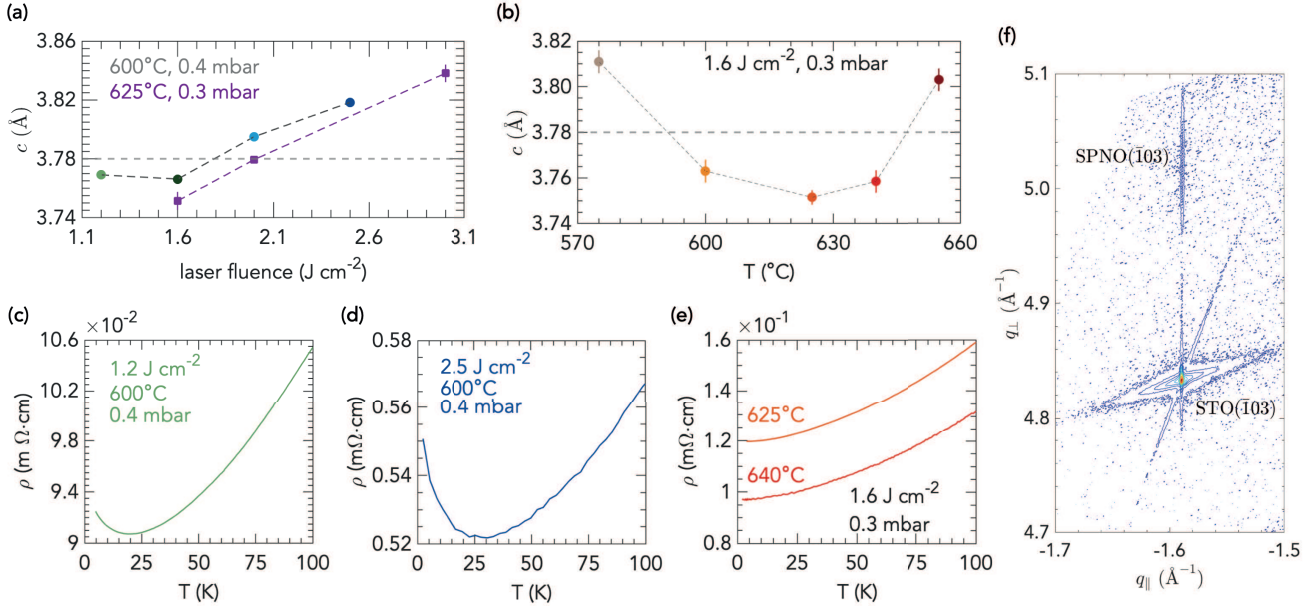 (a)
3.86
3.82
3.78
3.74
c (Å)
600°C, 0.4 mbar
625°C, 0.3 mbar
1.1 1.6 2.1 2.6 3.1
laser fluence (J cm⁻²)
(b)
3.82
3.80
3.78
3.76
3.74
c (Å)
1.6 J cm⁻², 0.3 mbar
570 600 630 660
T (°C)
(c)
×10⁻²
10.6
10.2
9.8
9.4
9
ρ (m Ω·cm)
1.2 J cm⁻²
600°C
0.4 mbar
0 25 50 75 100
T (K)
(d)
0.58
0.56
0.54
0.52
ρ (mΩ·cm)
2.5 J cm⁻²
600°C
0.4 mbar
0 25 50 75 100
T (K)
(e)
×10⁻¹
1.6
1.4
1.2
1
0.8
ρ (mΩ·cm)
625°C
640°C
1.6 J cm⁻²
0.3 mbar
0 25 50 75 100
T (K)
(f)
5.1
5.0
4.9
4.8
4.7
q⊥ (Å⁻¹)
SPNO(1̄03)
STO(1̄03)
-1.7 -1.6 -1.5
q∥ (Å⁻¹)